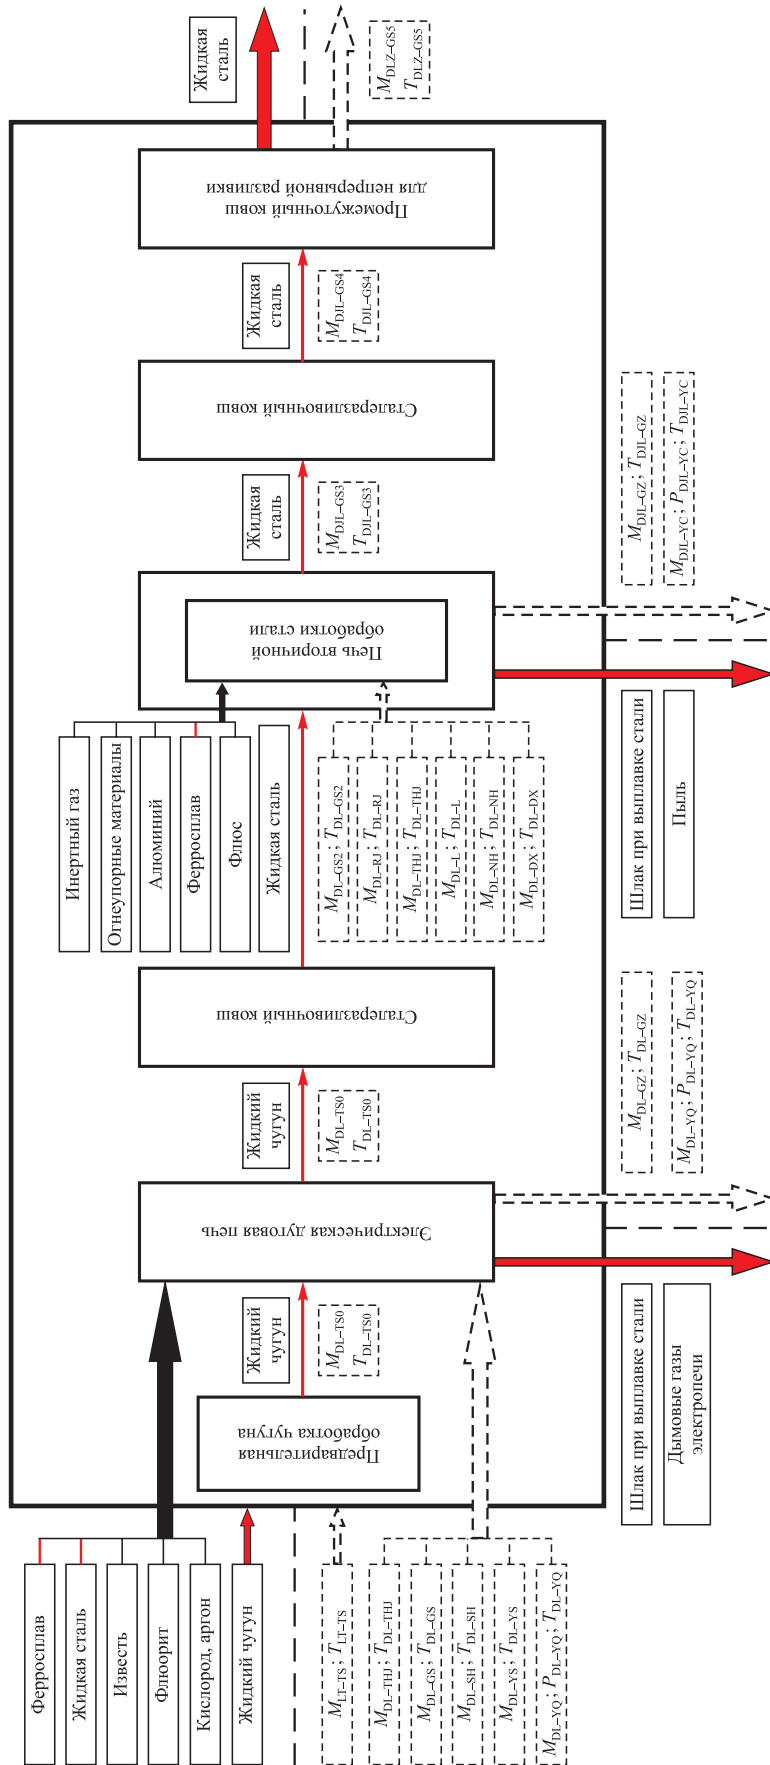 Ферросплав
Жидкая сталь
Известь
Флюорит
Кислород, аргон
Жидкий чугун
M_LT–TS; T_LT–TS
M_DL–THJ; T_DL–THJ
M_DL–GS; T_DL–GS
M_DL–SH; T_DL–SH
M_DL–YS; T_DL–YS
M_DL–YQ; P_DL–YQ; T_DL–YQ
Предварительная
обработка чугуна
Жидкий
чугун
M_DL–TS0
T_DL–TS0
Электрическая дуговая печь
Шлак при выплавке стали
Дымовые газы
электропечи
M_DL–GZ; T_DL–GZ
M_DL–YQ; P_DL–YQ; T_DL–YQ
Жидкий
чугун
M_DL–TS0
T_DL–TS0
Сталеразливочный
ковш
Инертный газ
Огнеупорные материалы
Алюминий
Ферросплав
Флюс
Жидкая сталь
M_DL–GS2; T_DL–GS2
M_DL–RJ; T_DL–RJ
M_DL–THJ; T_DL–THJ
M_DL–L; T_DL–L
M_DL–NH; T_DL–NH
M_DL–DX; T_DL–DX
Печь вторичной
обработки стали
Шлак при выплавке стали
Пыль
M_DJL–GZ; T_DJL–GZ
M_DJL–YC; P_DJL–YC; T_DJL–YC
Жидкая
сталь
M_DJL–GS3
T_DJL–GS3
Сталеразливочный ковш
Жидкая
сталь
M_DJL–GS4
T_DJL–GS4
Промежуточный ковш
для непрерывной разливки
Жидкая
сталь
M_DLZ–GS5
T_DLZ–GS5